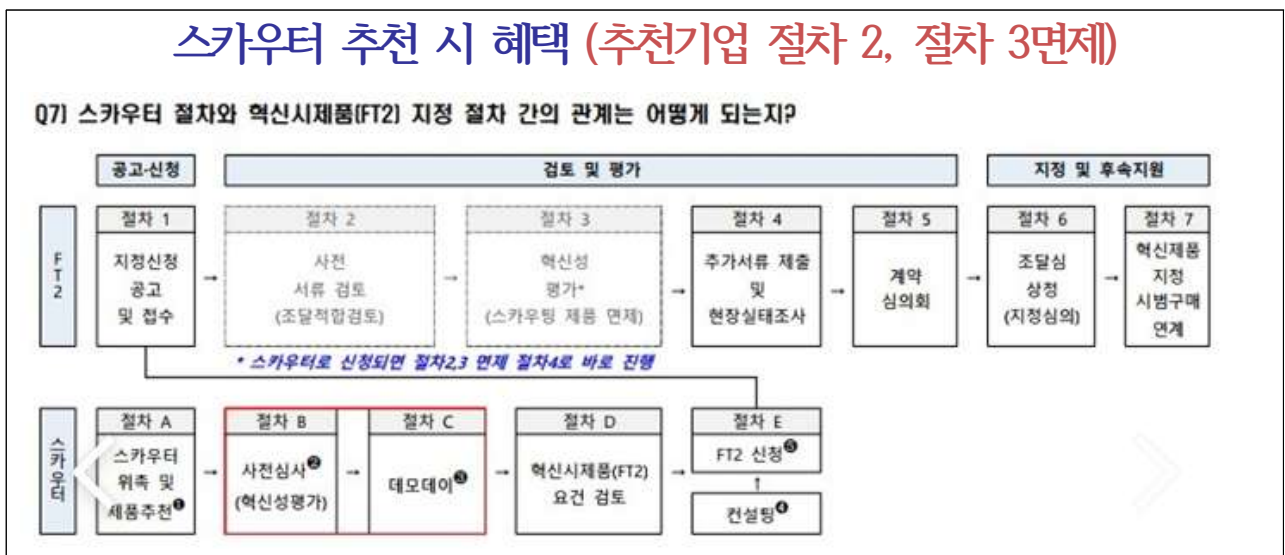 스카우터 추천 시 혜택 (추천기업 절차 2, 절차 3면제)
Q7) 스카우터 절차와 혁신시제품(FT2) 지정 절차 간의 관계는 어떻게 되는지?
공고·신청
검토 및 평가
지정 및 후속지원
FT2
절차 1
지정신청
공고
및 접수
→
절차 2
사전
서류 검토
(조달적합검토)
→
절차 3
혁신성
평가*
(스카우팅 제품 면제)
→
절차 4
추가서류 제출
및
현장실태조사
→
절차 5
계약
심의회
→
절차 6
조달심
상정
(지정심의)
→
절차 7
혁신제품
지정
시범구매
연계
* 스카우터로 신청되면 절차2,3 면제 절차4로 바로 진행
스카우터
절차 A
스카우터
위촉 및
제품추천❶
→
절차 B
사전심사❷
(혁신성평가)
→
절차 C
데모데이❸
→
절차 D
혁신시제품(FT2)
요건 검토
→
절차 E
FT2 신청❺
↑
컨설팅❹